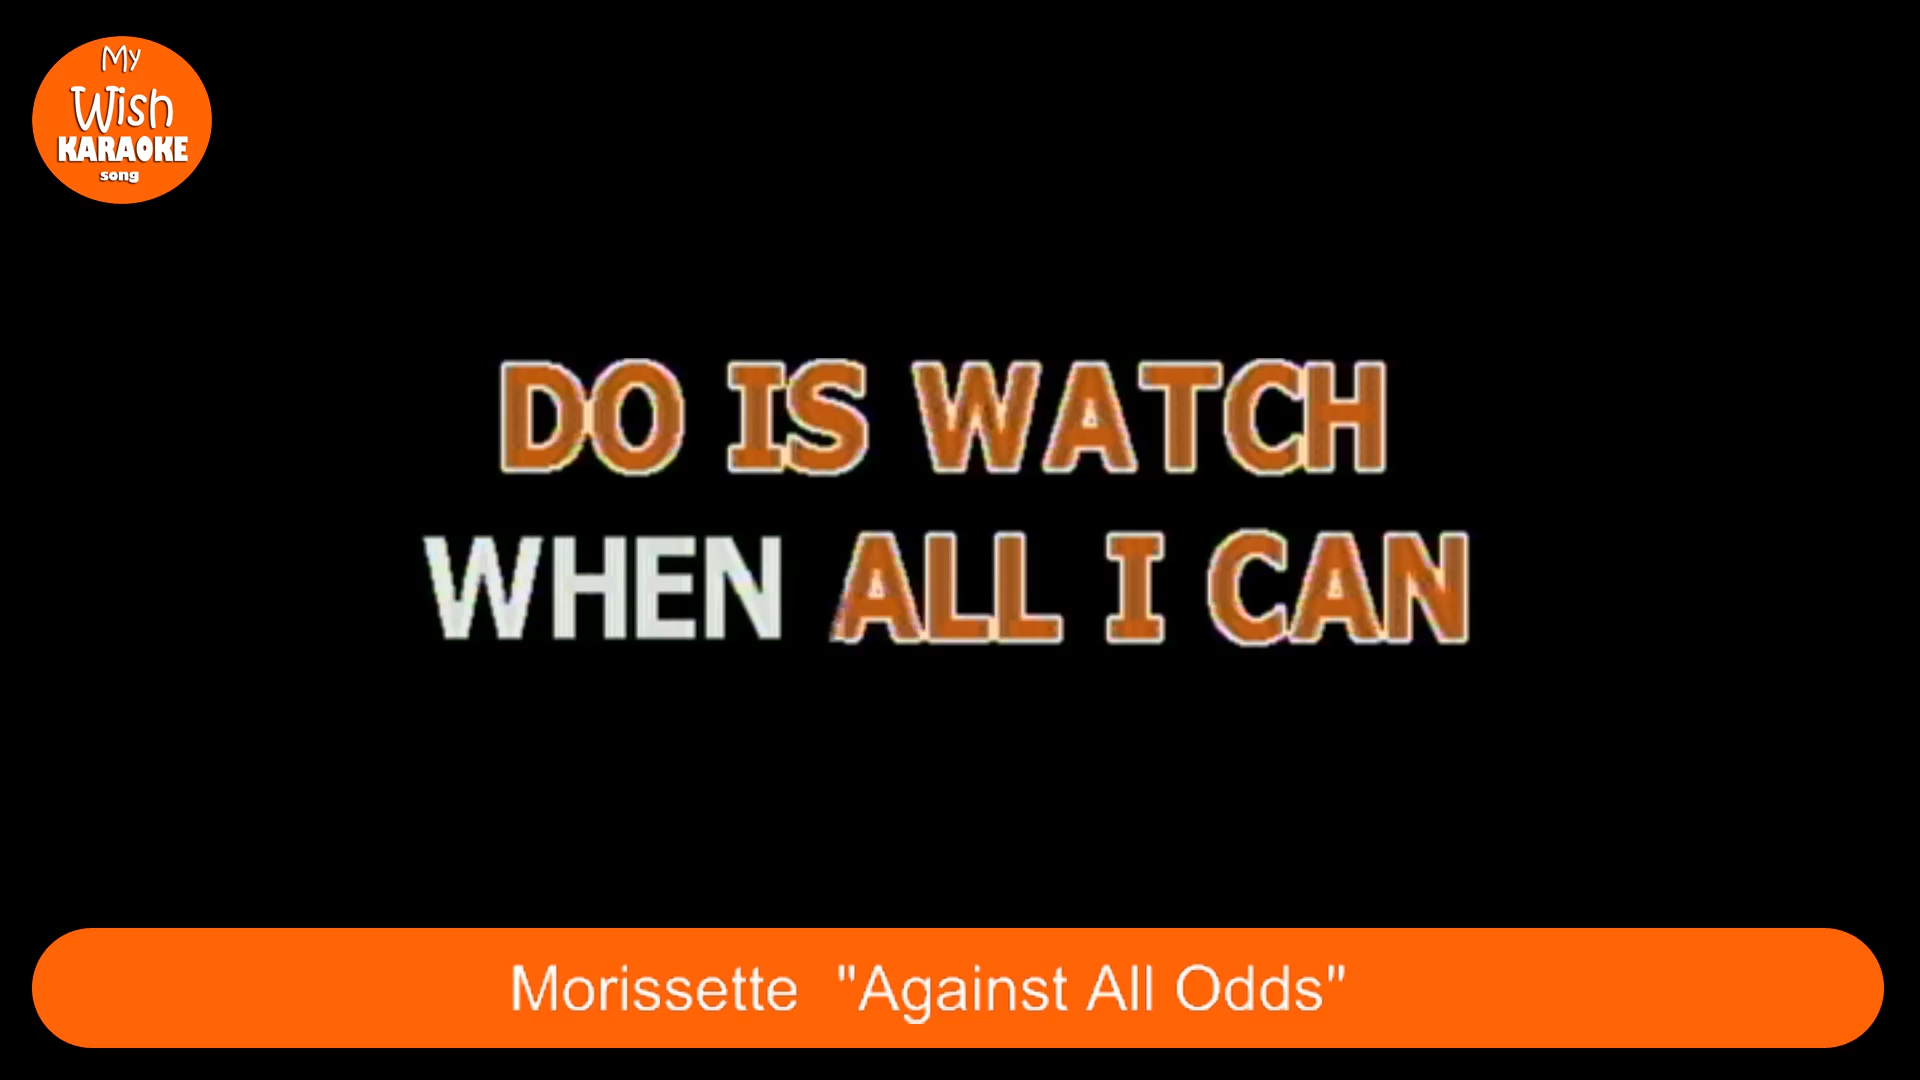 My
Wish
KARAOKE
song
DO IS WATCH
WHEN ALL I CAN
Morissette "Against All Odds"